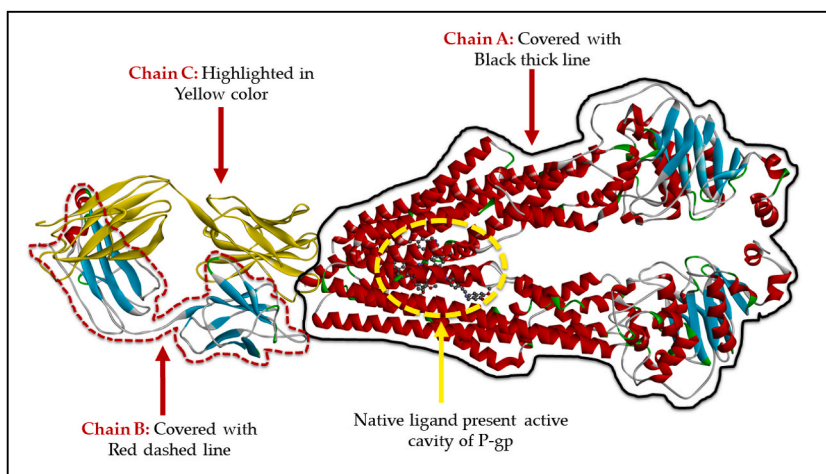 Chain A: Covered with
Black thick line
Chain C: Highlighted in
Yellow color
Chain B: Covered with
Red dashed line
Native ligand present active
cavity of P-gp